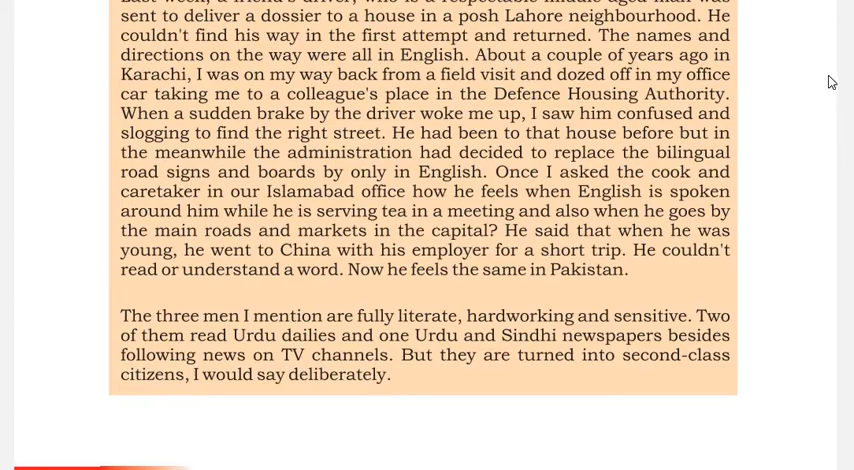 Last week, a friend's driver, who is a respectable middle-aged man was
sent to deliver a dossier to a house in a posh Lahore neighbourhood. He
couldn't find his way in the first attempt and returned. The names and
directions on the way were all in English. About a couple of years ago in
Karachi, I was on my way back from a field visit and dozed off in my office
car taking me to a colleague's place in the Defence Housing Authority.
When a sudden brake by the driver woke me up, I saw him confused and
slogging to find the right street. He had been to that house before but in
the meanwhile the administration had decided to replace the bilingual
road signs and boards by only in English. Once I asked the cook and
caretaker in our Islamabad office how he feels when English is spoken
around him while he is serving tea in a meeting and also when he goes by
the main roads and markets in the capital? He said that when he was
young, he went to China with his employer for a short trip. He couldn't
read or understand a word. Now he feels the same in Pakistan.
The three men I mention are fully literate, hardworking and sensitive. Two
of them read Urdu dailies and one Urdu and Sindhi newspapers besides
following news on TV channels. But they are turned into second-class
citizens, I would say deliberately.